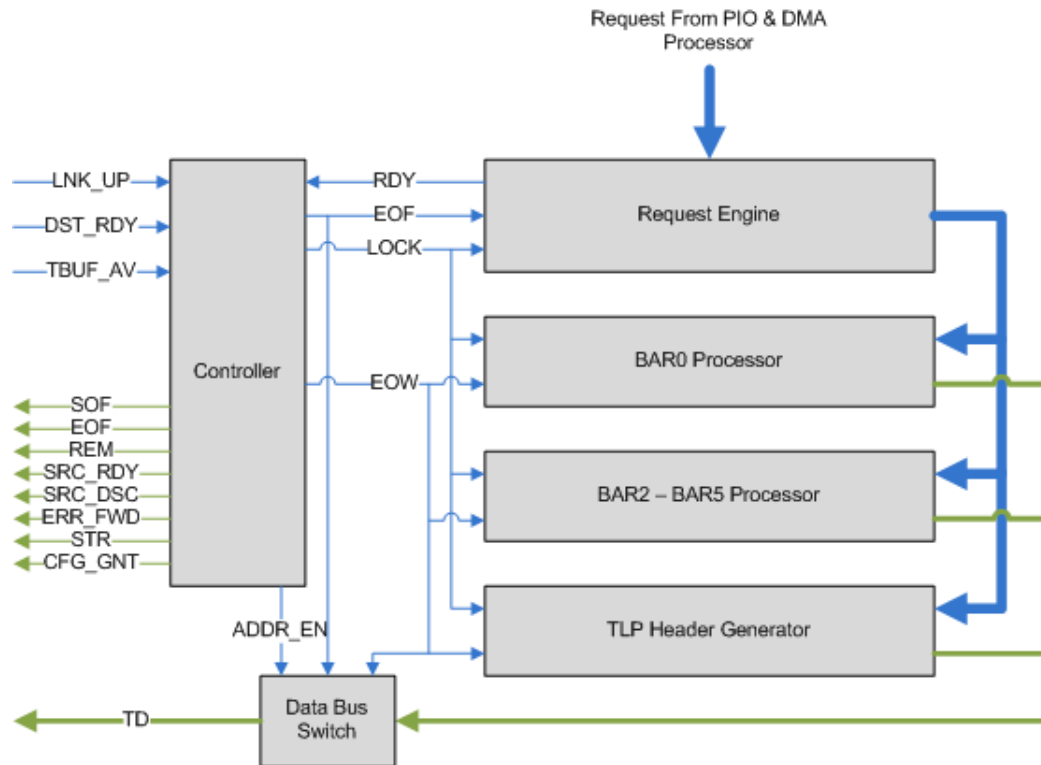 Request From PIO & DMA
Processor
LNK_UP
RDY
DST_RDY
EOF
Request Engine
LOCK
TBUF_AV
Controller
BAR0 Processor
EOW
SOF
EOF
REM
SRC_RDY
SRC_DSC
ERR_FWD
STR
CFG_GNT
BAR2 – BAR5 Processor
ADDR_EN
TLP Header Generator
Data Bus
Switch
TD